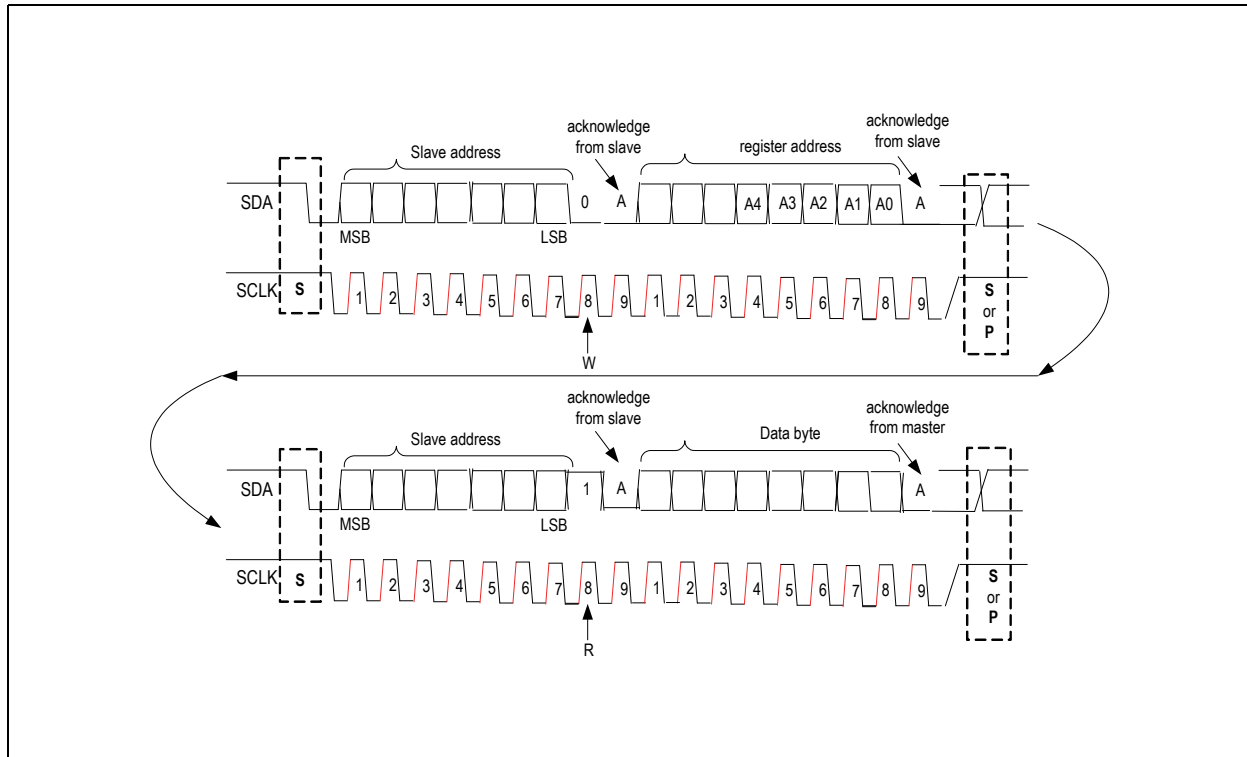 acknowledge
from slave
acknowledge
from slave
Slave address
register address
SDA
0 A A4 A3 A2 A1 A0 A
MSB LSB
SCLK S 1 2 3 4 5 6 7 8 9 1 2 3 4 5 6 7 8 9 S
or
P
W
acknowledge
from slave
acknowledge
from master
Slave address
Data byte
SDA
1 A A
MSB LSB
SCLK S 1 2 3 4 5 6 7 8 9 1 2 3 4 5 6 7 8 9 S
or
P
R